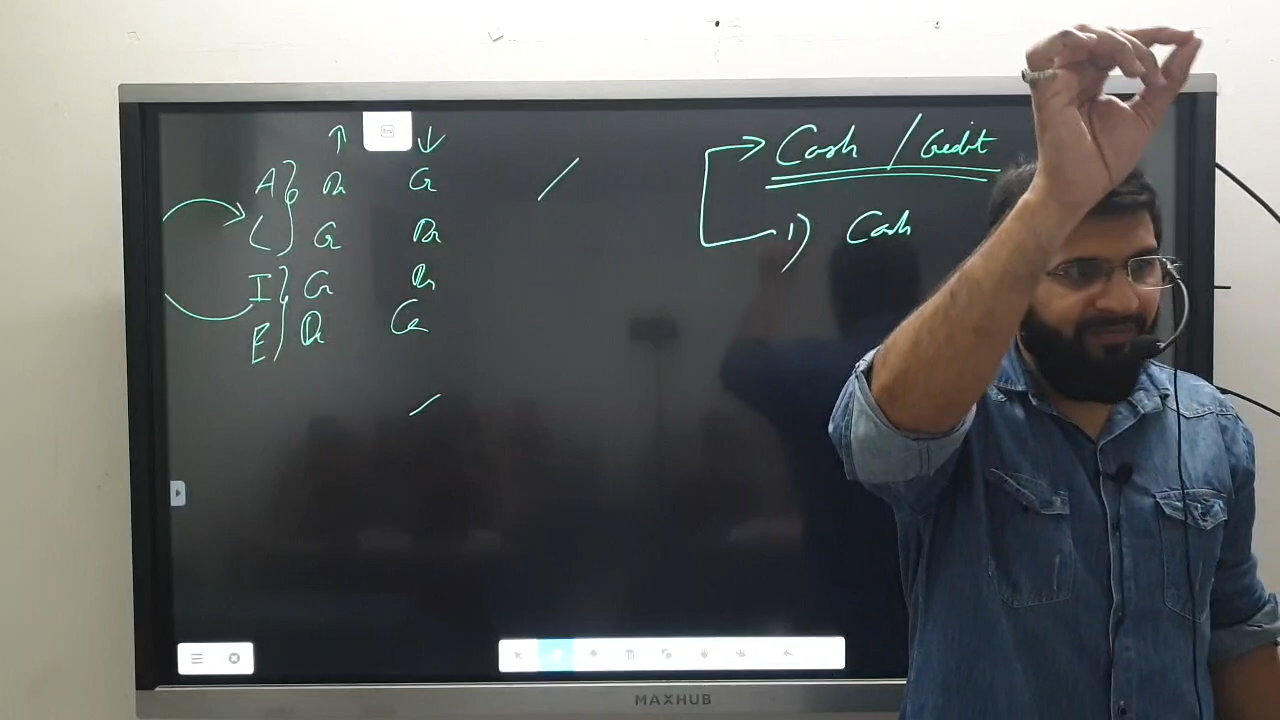 ↑ ↓
A } Dr Cr
L } Cr Dr
I } Cr Dr
E } Dr Cr
Cash / Credit
1) Cash
MAXHUB